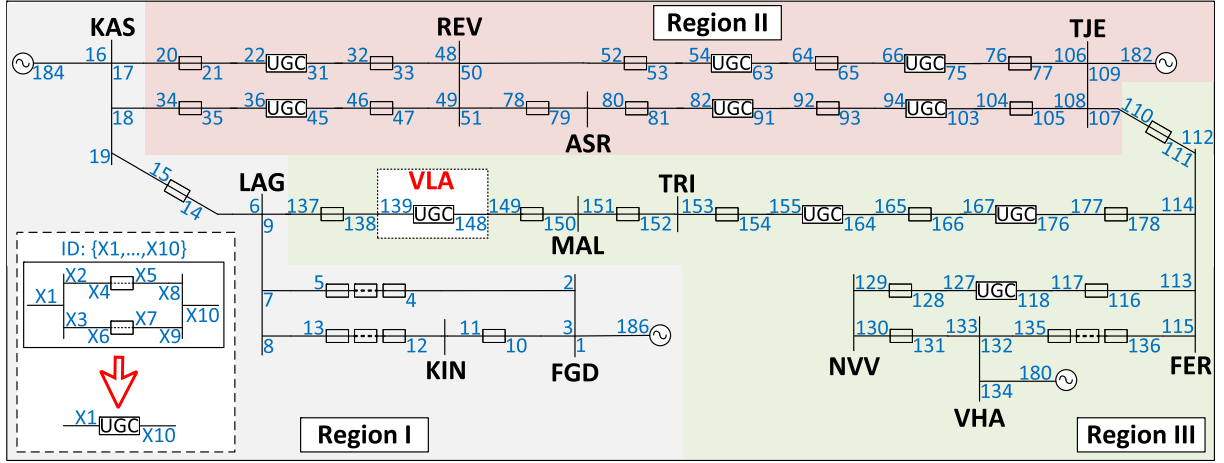 KAS
REV
Region II
TJE
16 20 22 32 48 52 54 64 66 76 106 182
UGC UGC UGC
184 17 21 31 33 50 53 63 65 75 77 109
34 36 46 49 78 80 82 92 94 104 108 110
UGC UGC UGC
18 35 45 47 51 79 81 91 93 103 105 107 111 112
ASR
19 15 14
LAG
VLA
TRI
6 137 139 149 151 153 155 165 167 177 114
UGC UGC UGC
9 138 148 150 152 154 164 166 176 178
MAL
ID: {X1,...,X10}
X2 X5
X1 X4 X8
X3 X7 X10
X6 X9
X1 UGC X10
5 2 129 127 117 113
UGC
7 4 128 118 116
13 11 3 186 130 133 135 115
8 12 10 1 131 132 136
KIN
FGD
NVV
FER
180
134
VHA
Region I
Region III